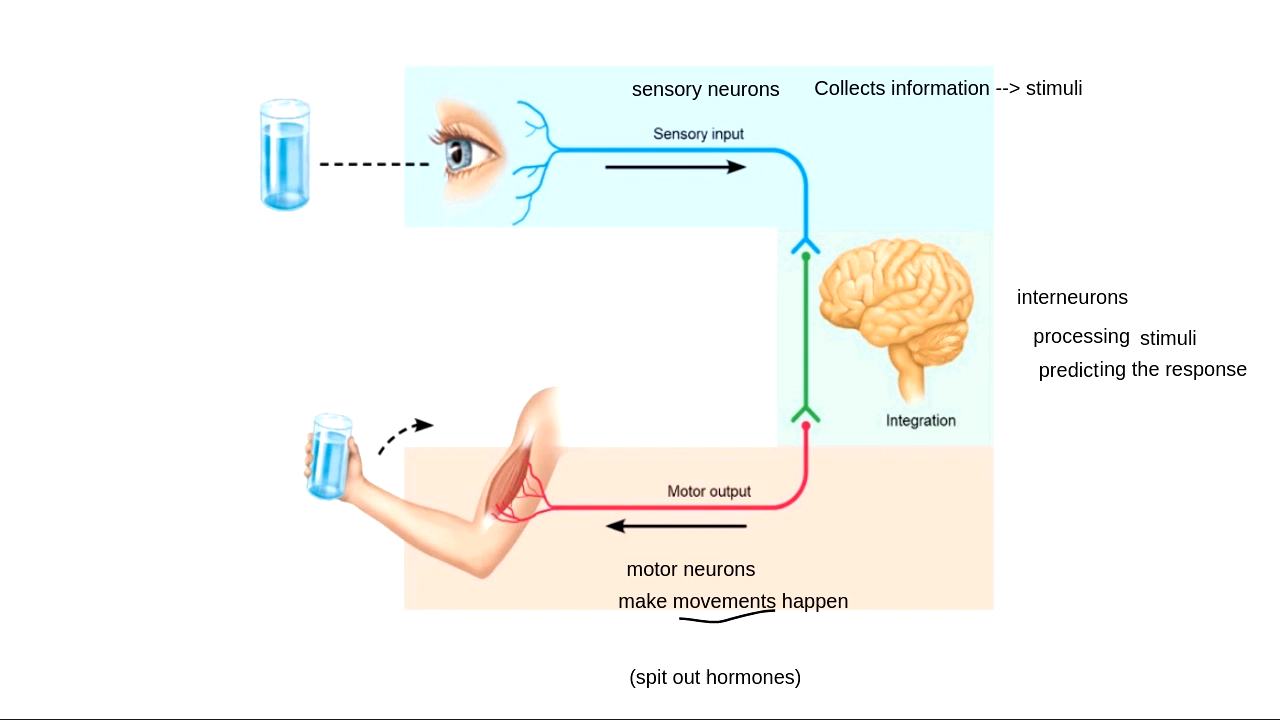 sensory neurons
Collects information --> stimuli
Sensory input
interneurons
processing stimuli
predicting the response
Integration
Motor output
motor neurons
make movements happen
(spit out hormones)